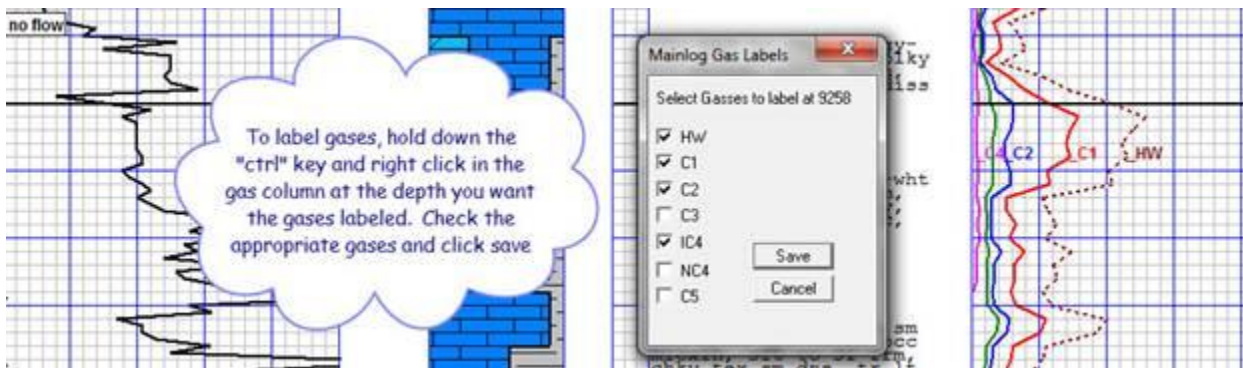 no flow
To label gases, hold down the
"ctrl" key and right click in the
gas column at the depth you want
the gases labeled. Check the
appropriate gases and click save
Mainlog Gas Labels
Select Gasses to label at 9258
HW
C1
C2
C3
IC4
NC4
C5
Save
Cancel
wht
sm
C2
C1
HW